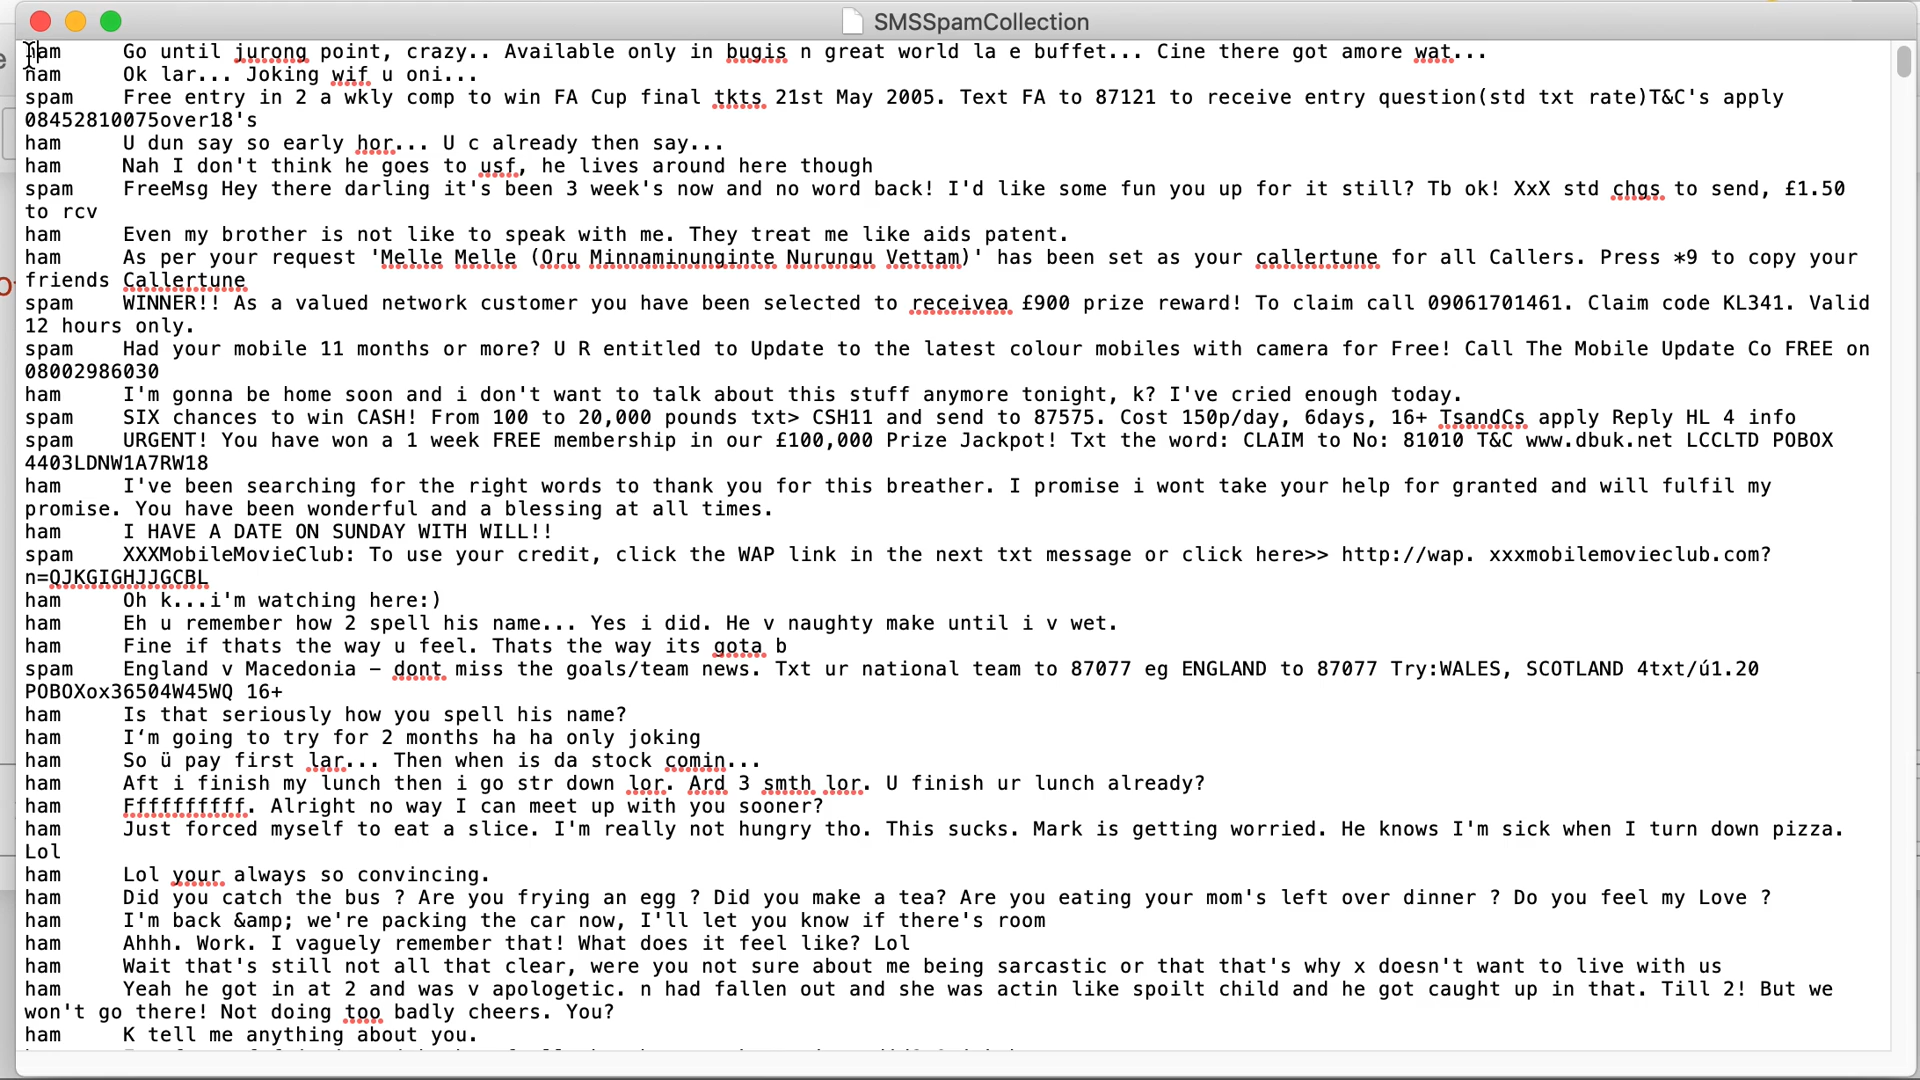 SMSSpamCollection
ham	Go until jurong point, crazy.. Available only in bugis n great world la e buffet... Cine there got amore wat...
ham	Ok lar... Joking wif u oni...
spam	Free entry in 2 a wkly comp to win FA Cup final tkts 21st May 2005. Text FA to 87121 to receive entry question(std txt rate)T&C's apply
08452810075over18's
ham	U dun say so early hor... U c already then say...
ham	Nah I don't think he goes to usf, he lives around here though
spam	FreeMsg Hey there darling it's been 3 week's now and no word back! I'd like some fun you up for it still? Tb ok! XxX std chgs to send, £1.50
to rcv
ham	Even my brother is not like to speak with me. They treat me like aids patent.
ham	As per your request 'Melle Melle (Oru Minnaminunginte Nurungu Vettam)' has been set as your callertune for all Callers. Press *9 to copy your
friends Callertune
spam	WINNER!! As a valued network customer you have been selected to receivea £900 prize reward! To claim call 09061701461. Claim code KL341. Valid
12 hours only.
spam	Had your mobile 11 months or more? U R entitled to Update to the latest colour mobiles with camera for Free! Call The Mobile Update Co FREE on
08002986030
ham	I'm gonna be home soon and i don't want to talk about this stuff anymore tonight, k? I've cried enough today.
spam	SIX chances to win CASH! From 100 to 20,000 pounds txt> CSH11 and send to 87575. Cost 150p/day, 6days, 16+ TsandCs apply Reply HL 4 info
spam	URGENT! You have won a 1 week FREE membership in our £100,000 Prize Jackpot! Txt the word: CLAIM to No: 81010 T&C www.dbuk.net LCCLTD POBOX
4403LDNW1A7RW18
ham	I've been searching for the right words to thank you for this breather. I promise i wont take your help for granted and will fulfil my
promise. You have been wonderful and a blessing at all times.
ham	I HAVE A DATE ON SUNDAY WITH WILL!!
spam	XXXMobileMovieClub: To use your credit, click the WAP link in the next txt message or click here>> http://wap. xxxmobilemovieclub.com?
n=QJKGIGHJJGCBL
ham	Oh k...i'm watching here:)
ham	Eh u remember how 2 spell his name... Yes i did. He v naughty make until i v wet.
ham	Fine if thats the way u feel. Thats the way its gota b
spam	England v Macedonia – dont miss the goals/team news. Txt ur national team to 87077 eg ENGLAND to 87077 Try:WALES, SCOTLAND 4txt/ú1.20
POBOXox36504W45WQ 16+
ham	Is that seriously how you spell his name?
ham	I‘m going to try for 2 months ha ha only joking
ham	So ü pay first lar... Then when is da stock comin...
ham	Aft i finish my lunch then i go str down lor. Ard 3 smth lor. U finish ur lunch already?
ham	Ffffffffff. Alright no way I can meet up with you sooner?
ham	Just forced myself to eat a slice. I'm really not hungry tho. This sucks. Mark is getting worried. He knows I'm sick when I turn down pizza.
Lol
ham	Lol your always so convincing.
ham	Did you catch the bus ? Are you frying an egg ? Did you make a tea? Are you eating your mom's left over dinner ? Do you feel my Love ?
ham	I'm back &amp; we're packing the car now, I'll let you know if there's room
ham	Ahhh. Work. I vaguely remember that! What does it feel like? Lol
ham	Wait that's still not all that clear, were you not sure about me being sarcastic or that that's why x doesn't want to live with us
ham	Yeah he got in at 2 and was v apologetic. n had fallen out and she was actin like spoilt child and he got caught up in that. Till 2! But we
won't go there! Not doing too badly cheers. You?
ham	K tell me anything about you.